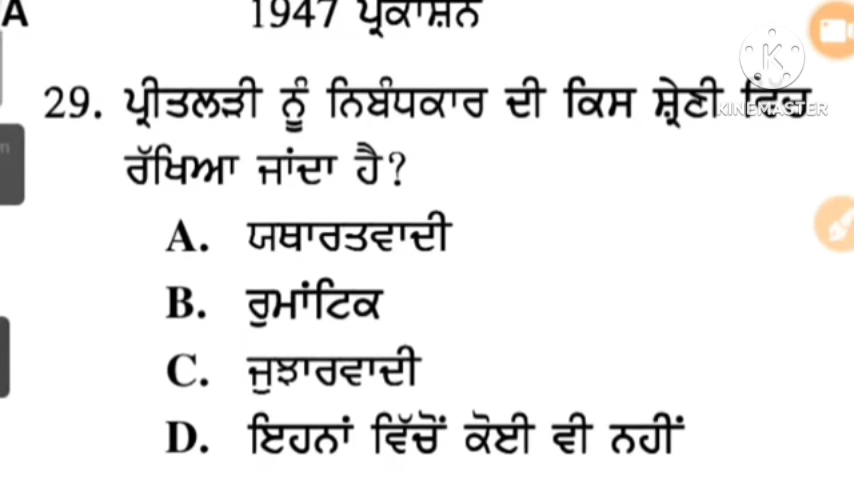 A
1947 ਪ੍ਰਕਾਸ਼ਨ
29. ਪ੍ਰੀਤਲੜੀ ਨੂੰ ਨਿਬੰਧਕਾਰ ਦੀ ਕਿਸ ਸ਼੍ਰੇਣੀ ਵਿੱਚ
KINEMASTER
ਰੱਖਿਆ ਜਾਂਦਾ ਹੈ?
A. ਯਥਾਰਤਵਾਦੀ
B. ਰੁਮਾਂਟਿਕ
C. ਜੁਝਾਰਵਾਦੀ
D. ਇਹਨਾਂ ਵਿੱਚੋਂ ਕੋਈ ਵੀ ਨਹੀਂ